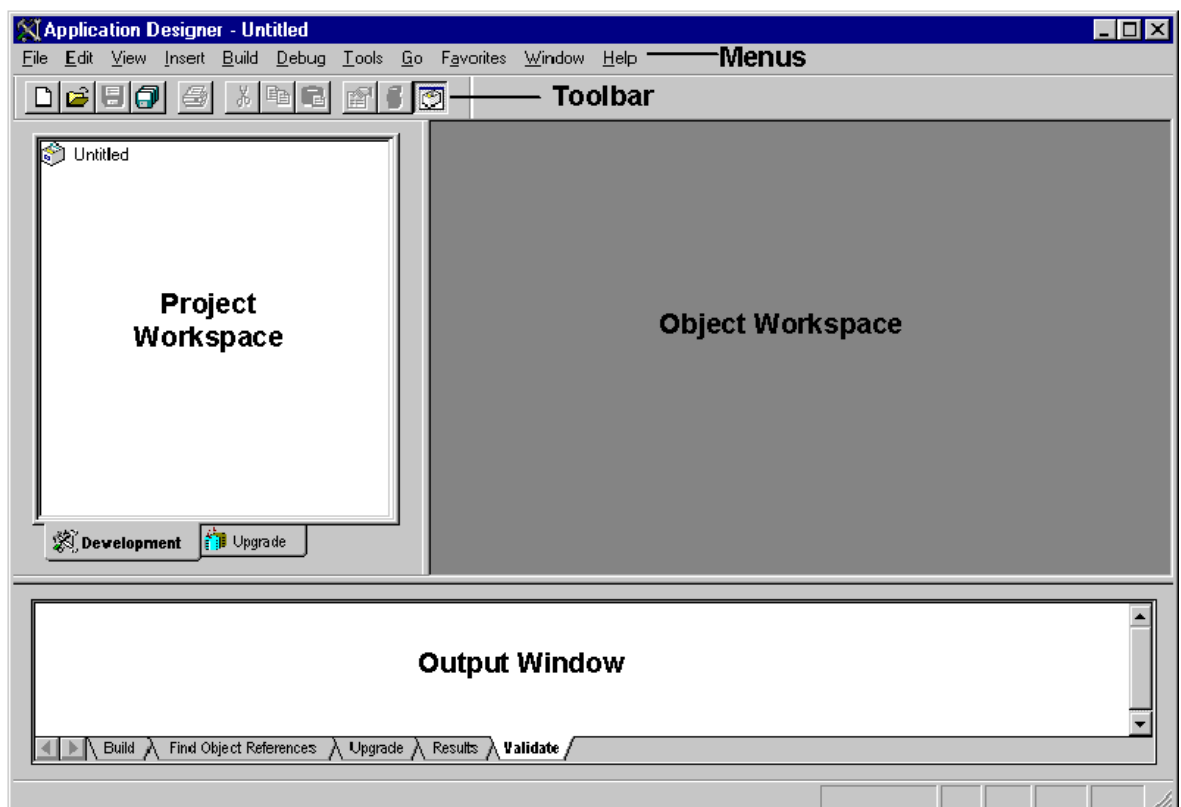 Application Designer - Untitled
File Edit View Insert Build Debug Tools Go Favorites Window Help
Menus
Toolbar
Untitled
Project
Workspace
Object Workspace
Development Upgrade
Output Window
Build Find Object References Upgrade Results Validate